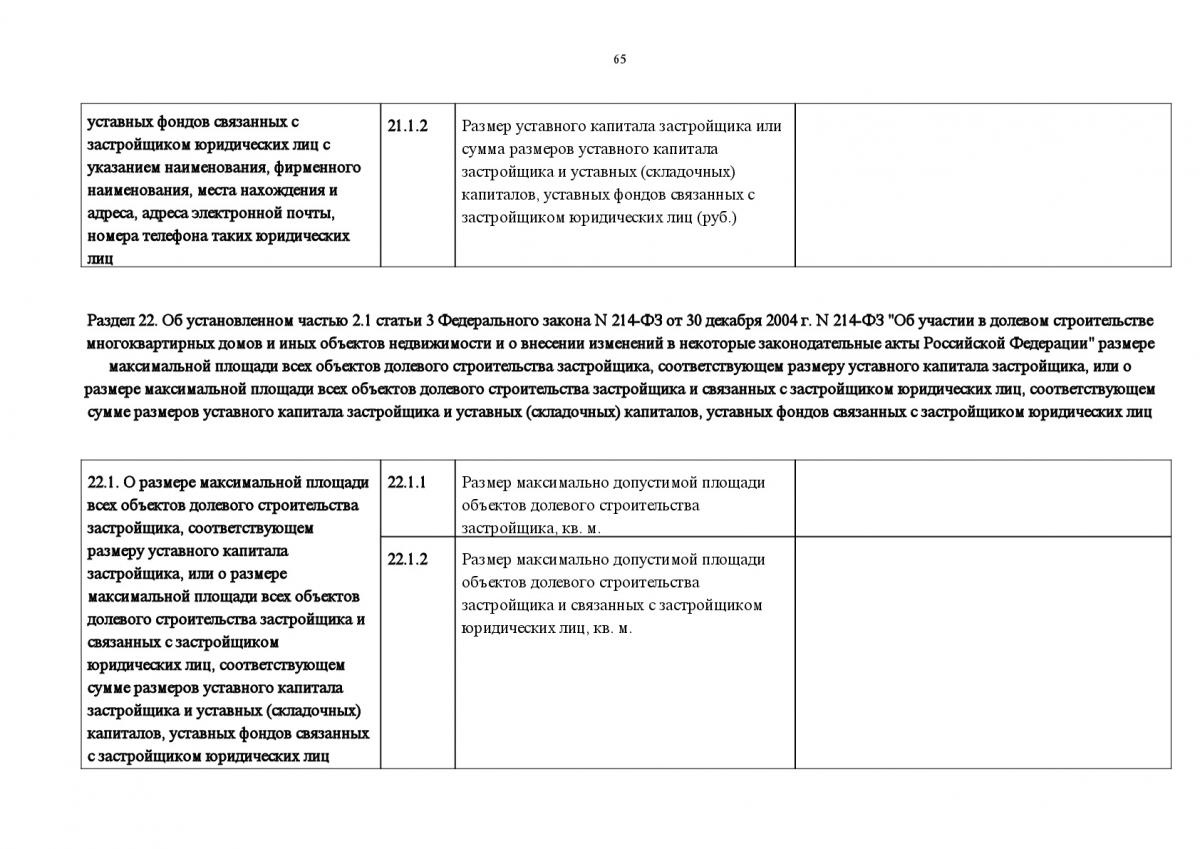 65
уставных фондов связанных с
застройщиком юридических лиц с
указанием наименования, фирменного
наименования, места нахождения и
адреса, адреса электронной почты,
номера телефона таких юридических
лиц
21.1.2
Размер уставного капитала застройщика или
сумма размеров уставного капитала
застройщика и уставных (складочных)
капиталов, уставных фондов связанных с
застройщиком юридических лиц (руб.)
Раздел 22. Об установленном частью 2.1 статьи 3 Федерального закона N 214-ФЗ от 30 декабря 2004 г. N 214-ФЗ "Об участии в долевом строительстве
многоквартирных домов и иных объектов недвижимости и о внесении изменений в некоторые законодательные акты Российской Федерации" размере
максимальной площади всех объектов долевого строительства застройщика, соответствующем размеру уставного капитала застройщика, или о
размере максимальной площади всех объектов долевого строительства застройщика и связанных с застройщиком юридических лиц, соответствующем
сумме размеров уставного капитала застройщика и уставных (складочных) капиталов, уставных фондов связанных с застройщиком юридических лиц
22.1. О размере максимальной площади
всех объектов долевого строительства
застройщика, соответствующем
размеру уставного капитала
застройщика, или о размере
максимальной площади всех объектов
долевого строительства застройщика и
связанных с застройщиком
юридических лиц, соответствующем
сумме размеров уставного капитала
застройщика и уставных (складочных)
капиталов, уставных фондов связанных
с застройщиком юридических лиц
22.1.1
Размер максимально допустимой площади
объектов долевого строительства
застройщика, кв. м.
22.1.2
Размер максимально допустимой площади
объектов долевого строительства
застройщика и связанных с застройщиком
юридических лиц, кв. м.